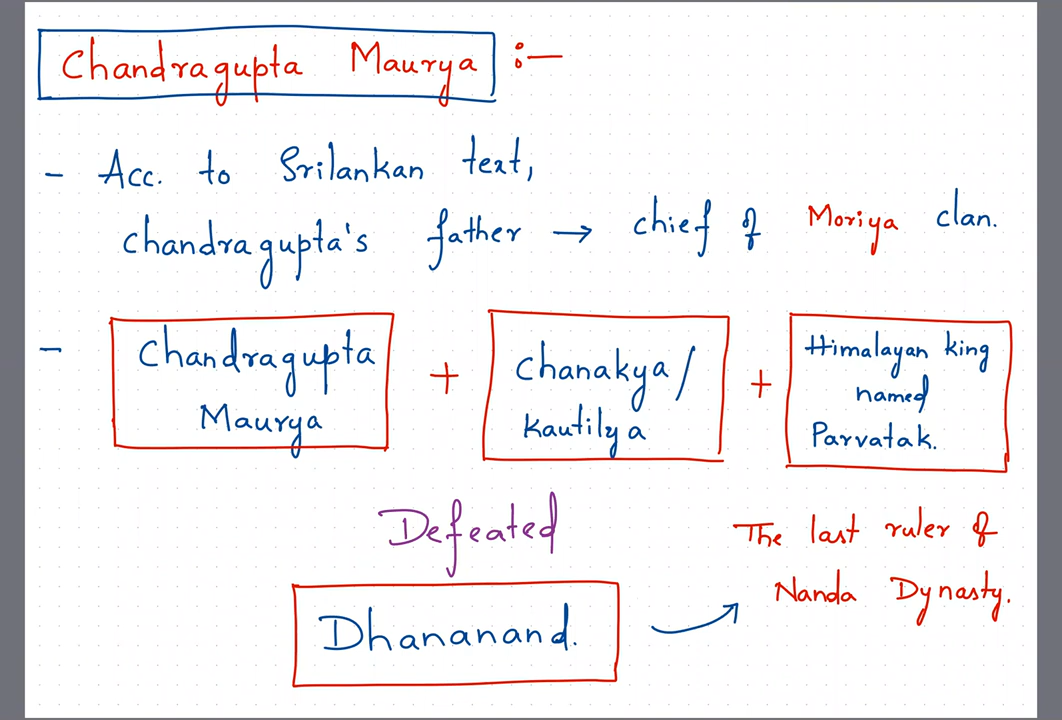 Chandragupta Maurya :—
- Acc. to Srilankan text,
chandragupta's father → chief of Moriya clan.
- Chandragupta Maurya + Chanakya/ Kautilya + Himalayan king named Parvatak.
Defeated
Dhananand.
The last ruler of
Nanda Dynasty.